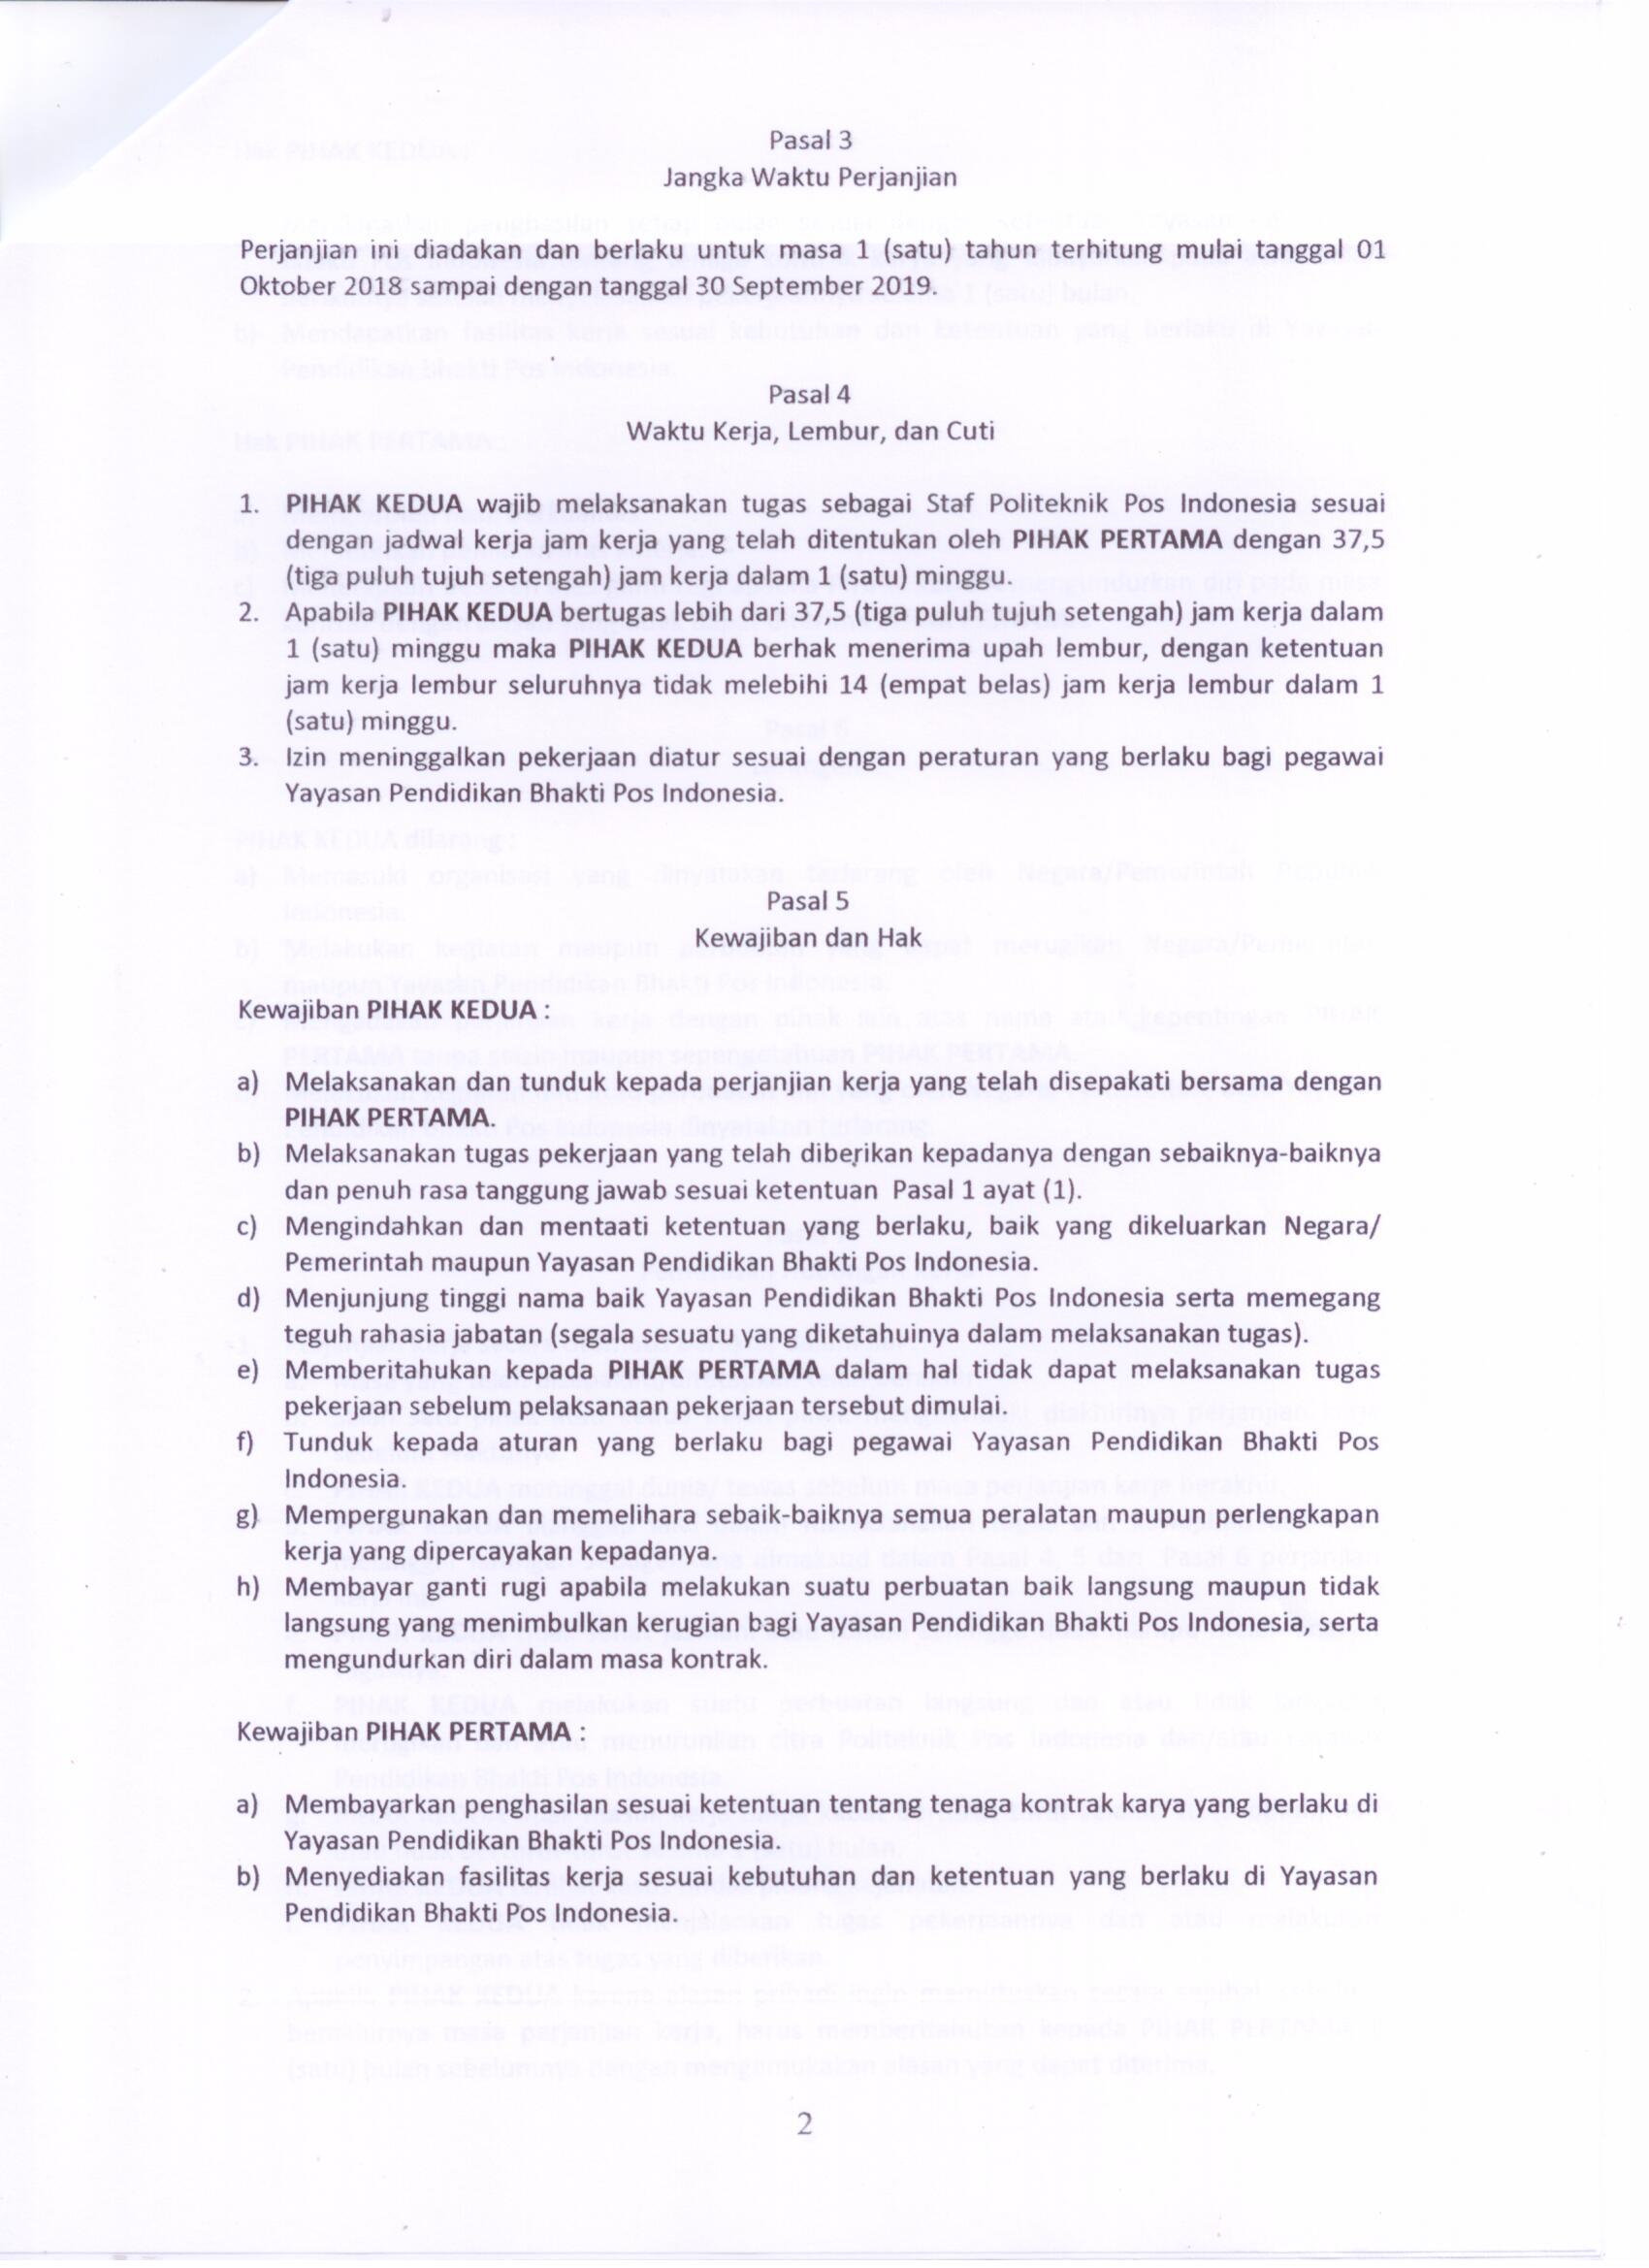 Pasal 3
Jangka Waktu Perjanjian
Perjanjian ini diadakan dan berlaku untuk masa 1 (satu) tahun terhitung mulai tanggal 01
Oktober 2018 sampai dengan tanggal 30 September 2019.
Pasal 4
Waktu Kerja, Lembur, dan Cuti
1. PIHAK KEDUA wajib melaksanakan tugas sebagai Staf Politeknik Pos Indonesia sesuai
dengan jadwal kerja jam kerja yang telah ditentukan oleh PIHAK PERTAMA dengan 37,5
(tiga puluh tujuh setengah) jam kerja dalam 1 (satu) minggu.
2. Apabila PIHAK KEDUA bertugas lebih dari 37,5 (tiga puluh tujuh setengah) jam kerja dalam
1 (satu) minggu maka PIHAK KEDUA berhak menerima upah lembur, dengan ketentuan
jam kerja lembur seluruhnya tidak melebihi 14 (empat belas) jam kerja lembur dalam 1
(satu) minggu.
3. Izin meninggalkan pekerjaan diatur sesuai dengan peraturan yang berlaku bagi pegawai
Yayasan Pendidikan Bhakti Pos Indonesia.
Pasal 5
Kewajiban dan Hak
Kewajiban PIHAK KEDUA :
a) Melaksanakan dan tunduk kepada perjanjian kerja yang telah disepakati bersama dengan
PIHAK PERTAMA.
b) Melaksanakan tugas pekerjaan yang telah diberikan kepadanya dengan sebaiknya-baiknya
dan penuh rasa tanggung jawab sesuai ketentuan Pasal 1 ayat (1).
c) Mengindahkan dan mentaati ketentuan yang berlaku, baik yang dikeluarkan Negara/
Pemerintah maupun Yayasan Pendidikan Bhakti Pos Indonesia.
d) Menjunjung tinggi nama baik Yayasan Pendidikan Bhakti Pos Indonesia serta memegang
teguh rahasia jabatan (segala sesuatu yang diketahuinya dalam melaksanakan tugas).
e) Memberitahukan kepada PIHAK PERTAMA dalam hal tidak dapat melaksanakan tugas
pekerjaan sebelum pelaksanaan pekerjaan tersebut dimulai.
f) Tunduk kepada aturan yang berlaku bagi pegawai Yayasan Pendidikan Bhakti Pos
Indonesia.
g) Mempergunakan dan memelihara sebaik-baiknya semua peralatan maupun perlengkapan
kerja yang dipercayakan kepadanya.
h) Membayar ganti rugi apabila melakukan suatu perbuatan baik langsung maupun tidak
langsung yang menimbulkan kerugian bagi Yayasan Pendidikan Bhakti Pos Indonesia, serta
mengundurkan diri dalam masa kontrak.
Kewajiban PIHAK PERTAMA :
a) Membayarkan penghasilan sesuai ketentuan tentang tenaga kontrak karya yang berlaku di
Yayasan Pendidikan Bhakti Pos Indonesia.
b) Menyediakan fasilitas kerja sesuai kebutuhan dan ketentuan yang berlaku di Yayasan
Pendidikan Bhakti Pos Indonesia.
2